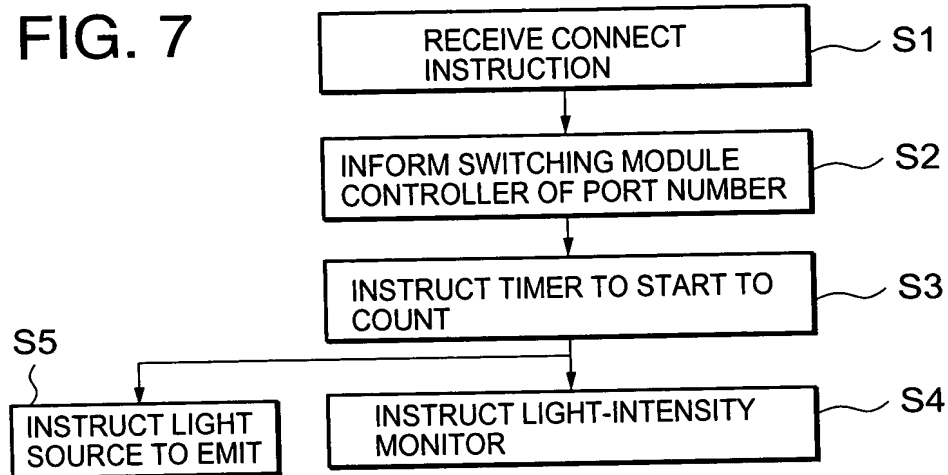 FIG. 7
RECEIVE CONNECT
INSTRUCTION
S1
INFORM SWITCHING MODULE
CONTROLLER OF PORT NUMBER
S2
INSTRUCT TIMER TO START TO
COUNT
S3
S5
INSTRUCT LIGHT
SOURCE TO EMIT
INSTRUCT LIGHT-INTENSITY
MONITOR
S4